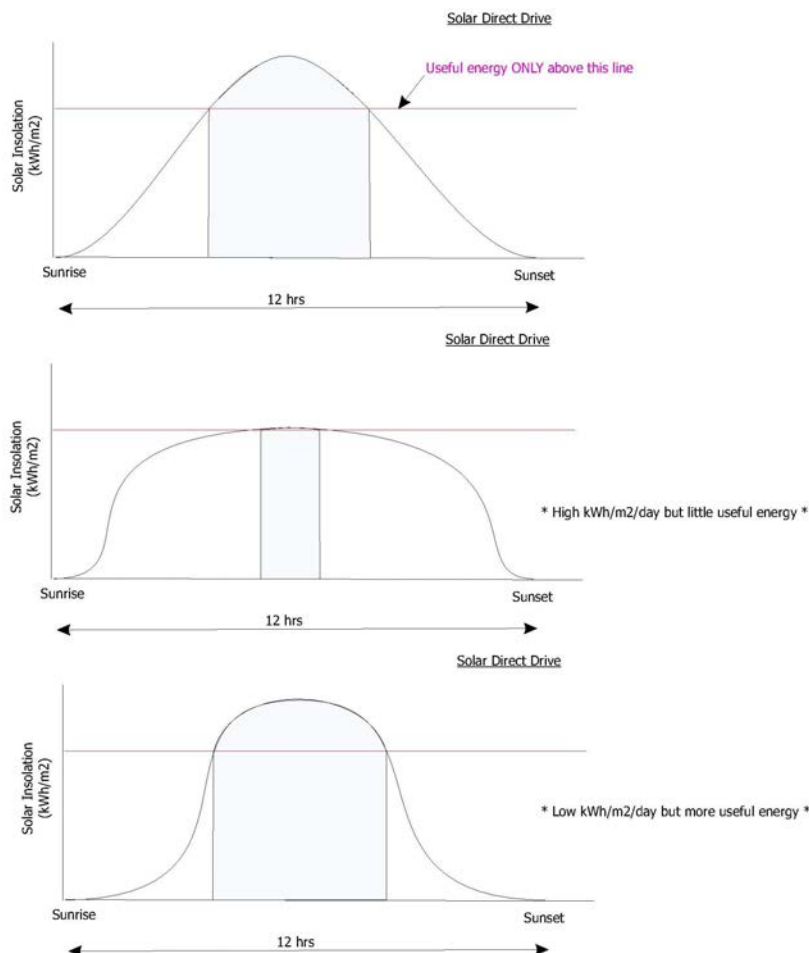 Solar Direct Drive
Useful energy ONLY above this line
Solar Insolation
(kWh/m2)
Sunrise
Sunset
12 hrs
Solar Direct Drive
Solar Insolation
(kWh/m2)
* High kWh/m2/day but little useful energy *
Sunrise
Sunset
12 hrs
Solar Direct Drive
Solar Insolation
(kWh/m2)
* Low kWh/m2/day but more useful energy *
Sunrise
Sunset
12 hrs